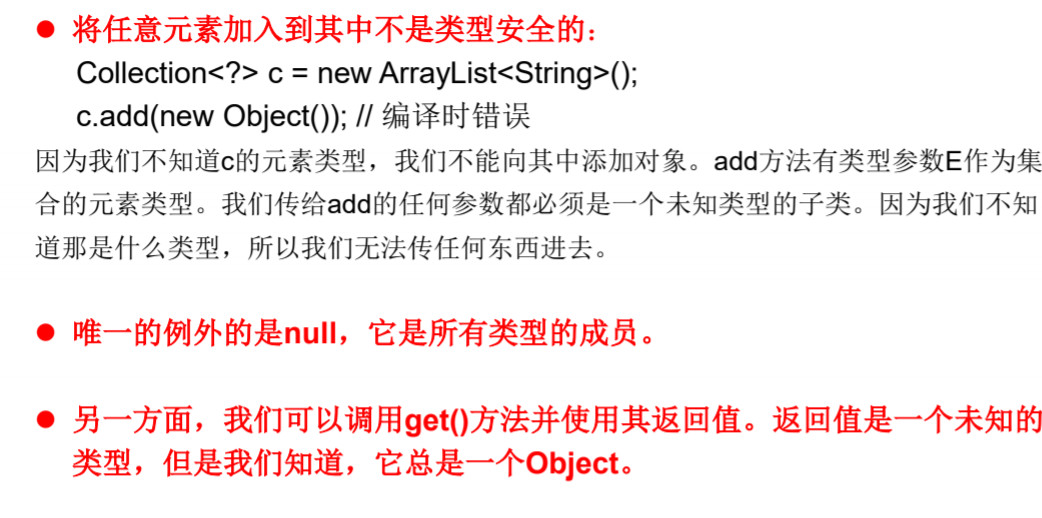 ● 将任意元素加入到其中不是类型安全的：
Collection<?> c = new ArrayList<String>();
c.add(new Object()); // 编译时错误
因为我们不知道c的元素类型，我们不能向其中添加对象。add方法有类型参数E作为集
合的元素类型。我们传给add的任何参数都必须是一个未知类型的子类。因为我们不知
道那是什么类型，所以我们无法传任何东西进去。
● 唯一的例外的是null，它是所有类型的成员。
● 另一方面，我们可以调用get()方法并使用其返回值。返回值是一个未知的
类型，但是我们知道，它总是一个Object。